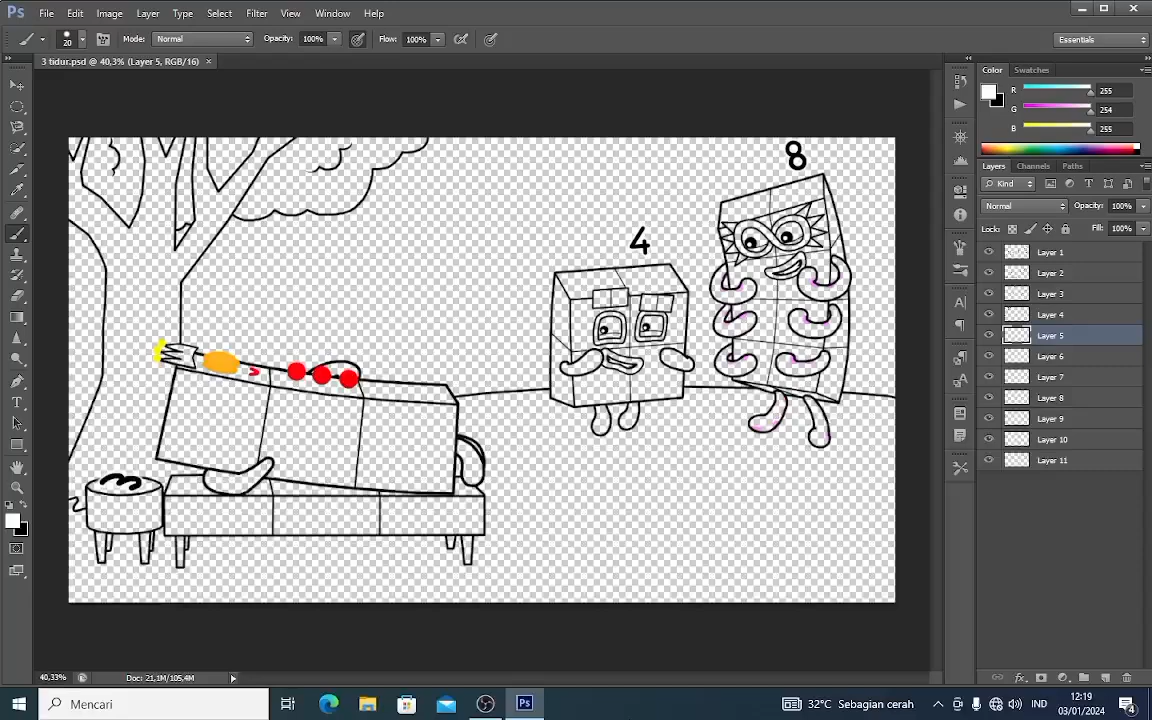 Ps File Edit Image Layer Type Select Filter View Window Help
20 Mode: Normal Opacity: 100% Flow: 100% Essentials
3 tidur.psd @ 40,3% (Layer 5, RGB/16) ×
Color Swatches
R 255
G 254
B 255
Layers Channels Paths
Kind
Normal Opacity: 100%
Lock: Fill: 100%
Layer 1
Layer 2
Layer 3
Layer 4
Layer 5
Layer 6
Layer 7
Layer 8
Layer 9
Layer 10
Layer 11
8
4
40,33% Doc: 21,1M/105,4M
Mencari
Ps
32°C Sebagian cerah
IND
12:19
03/01/2024
4